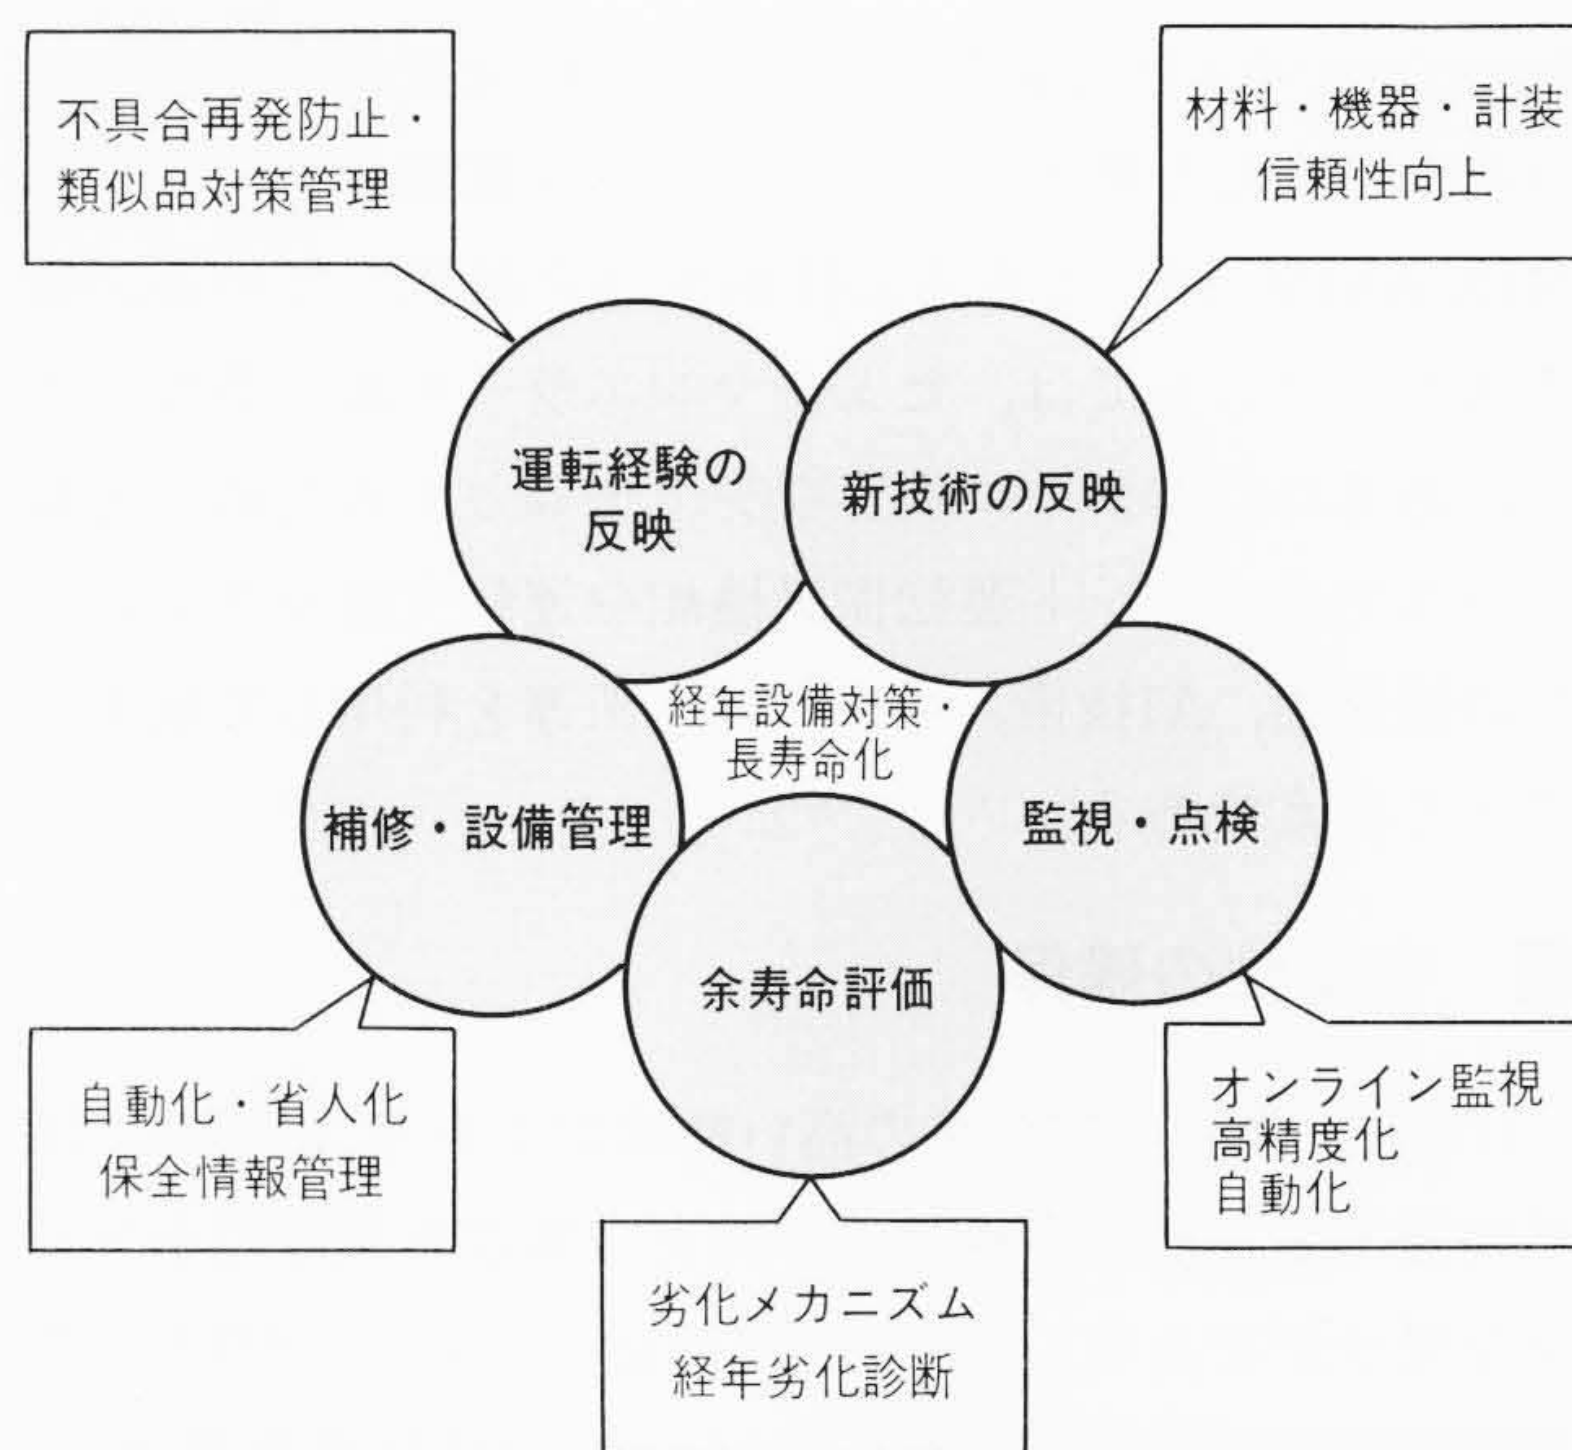 不具合再発防止・
類似品対策管理
材料・機器・計装
信頼性向上
運転経験の
反映
新技術の反映
経年設備対策・
長寿命化
補修・設備管理
監視・点検
余寿命評価
自動化・省人化
保全情報管理
オンライン監視
高精度化
自動化
劣化メカニズム
経年劣化診断